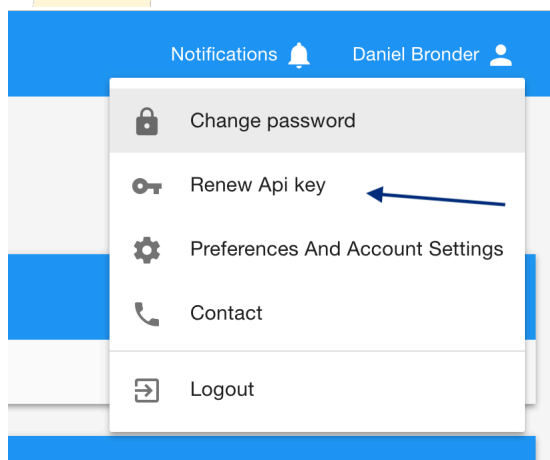 Notifications Daniel Bronder
Change password
Renew Api key
Preferences And Account Settings
Contact
Logout